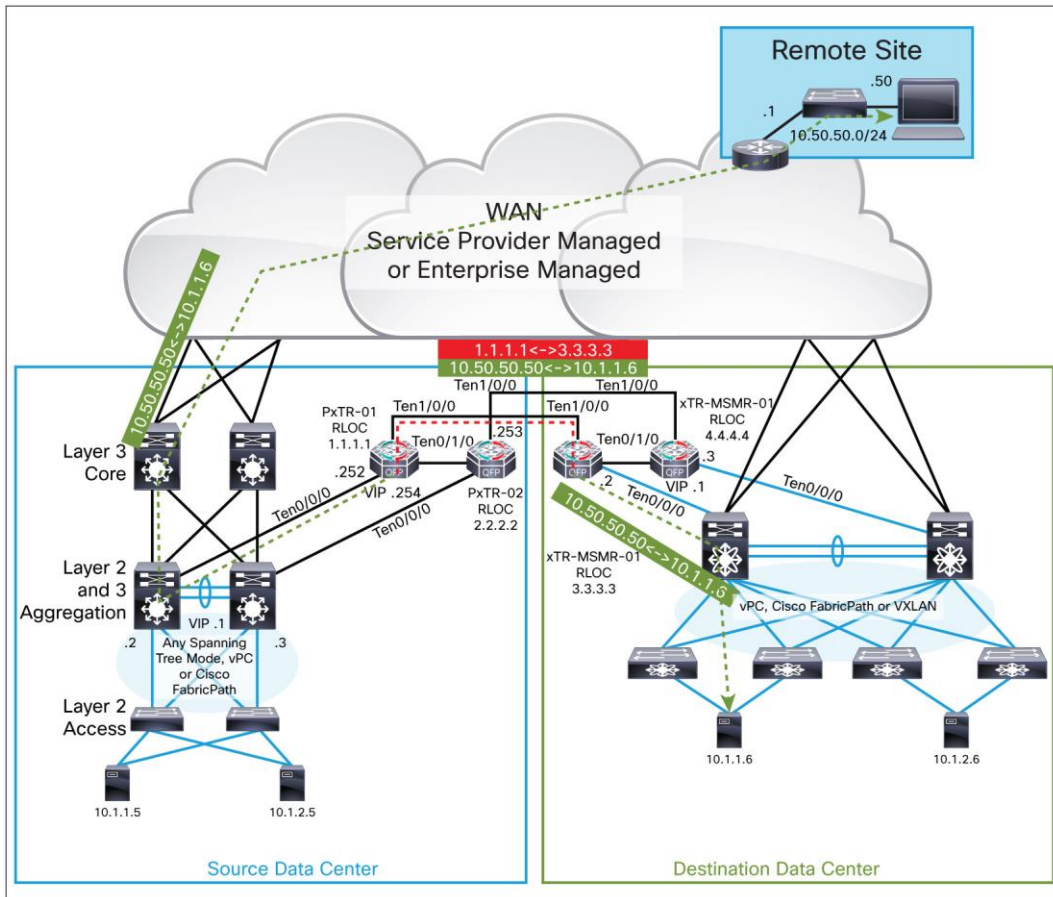 Remote Site
.50
.1
10.50.50.0/24
WAN
Service Provider Managed
or Enterprise Managed
10.50.50.50<->10.1.1.6
1.1.1.1<->3.3.3.3
10.50.50.50<->10.1.1.6
Ten1/0/0
Ten1/0/0
Ten1/0/0
PxTR-01
RLOC
1.1.1.1
Ten0/1/0
.253
QFP
QFP
.252
VIP .254
PxTR-02
RLOC
2.2.2.2
Ten0/0/0
Ten0/0/0
Ten1/0/0
xTR-MSMR-01
RLOC
4.4.4.4
Ten0/1/0
.3
QFP
QFP
.2
VIP .1
Ten0/0/0
Ten0/0/0
10.50.50.50<->10.1.1.6
xTR-MSMR-01
RLOC
3.3.3.3
Layer 3
Core
Layer 2
and 3
Aggregation
VIP .1
.2
.3
Any Spanning
Tree Mode, vPC
or Cisco
FabricPath
Layer 2
Access
10.1.1.5
10.1.2.5
vPC, Cisco FabricPath or VXLAN
10.1.1.6
10.1.2.6
Source Data Center
Destination Data Center